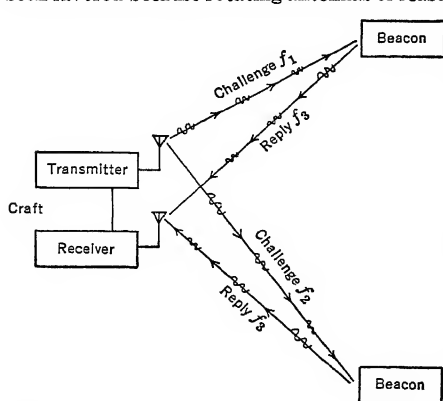 Beacon
Challenge f₁
Reply f₃
Transmitter
Craft
Receiver
Challenge f₂
Reply f₃
Beacon